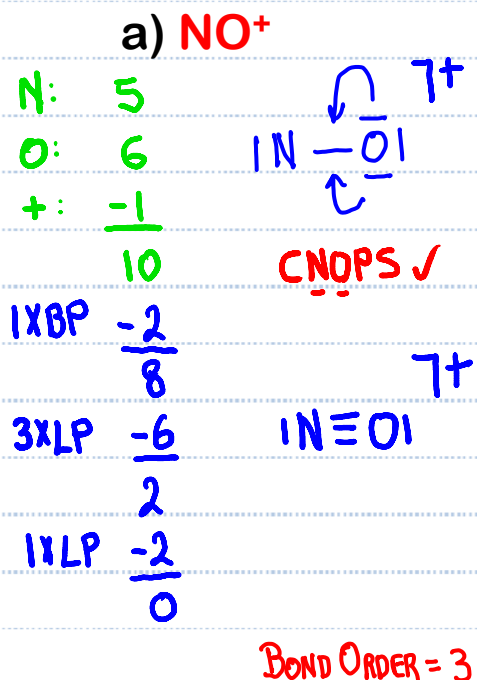 a) NO⁺
N: 5
O: 6
+: -1
10
1XBP -2
8
3XLP -6
2
1XLP -2
0
|N — O| ㄱ+
CNOPS ✓
|N≡O| ㄱ+
BOND ORDER = 3